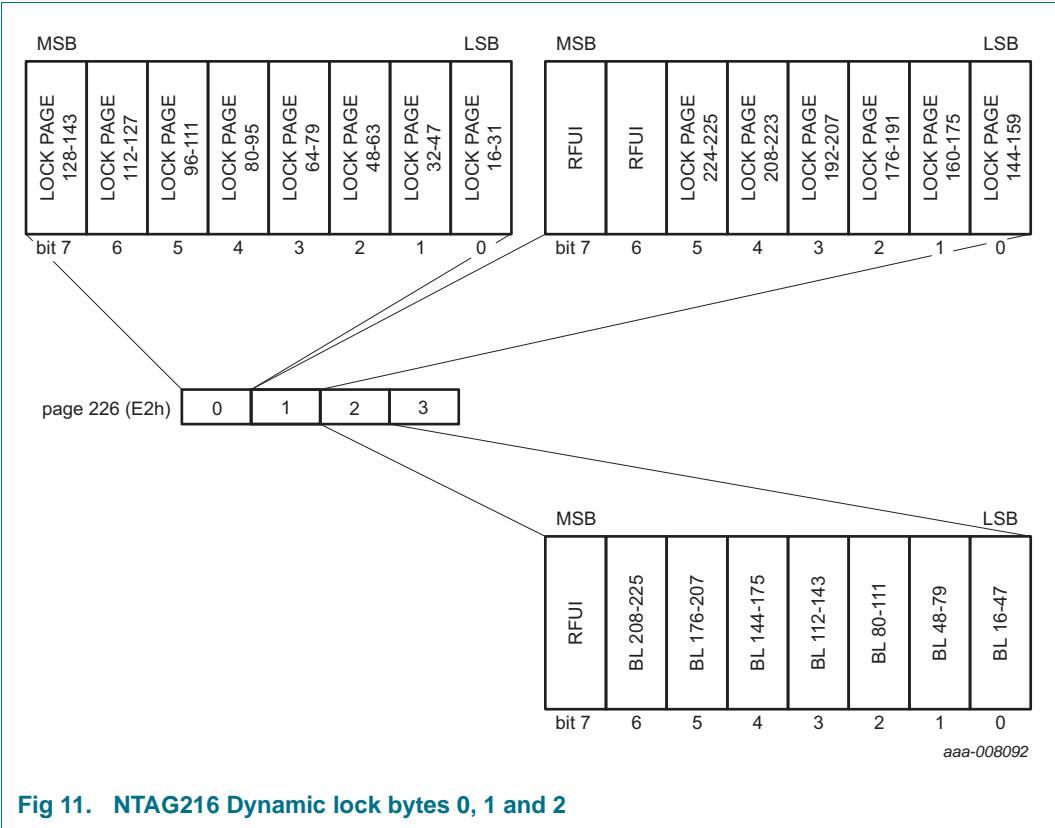 MSB LSB
LOCK PAGE 128-143
LOCK PAGE 112-127
LOCK PAGE 96-111
LOCK PAGE 80-95
LOCK PAGE 64-79
LOCK PAGE 48-63
LOCK PAGE 32-47
LOCK PAGE 16-31
bit 7 6 5 4 3 2 1 0
MSB LSB
RFUI
RFUI
LOCK PAGE 224-225
LOCK PAGE 208-223
LOCK PAGE 192-207
LOCK PAGE 176-191
LOCK PAGE 160-175
LOCK PAGE 144-159
bit 7 6 5 4 3 2 1 0
page 226 (E2h) 0 1 2 3
MSB LSB
RFUI
BL 208-225
BL 176-207
BL 144-175
BL 112-143
BL 80-111
BL 48-79
BL 16-47
bit 7 6 5 4 3 2 1 0
aaa-008092
Fig 11. NTAG216 Dynamic lock bytes 0, 1 and 2